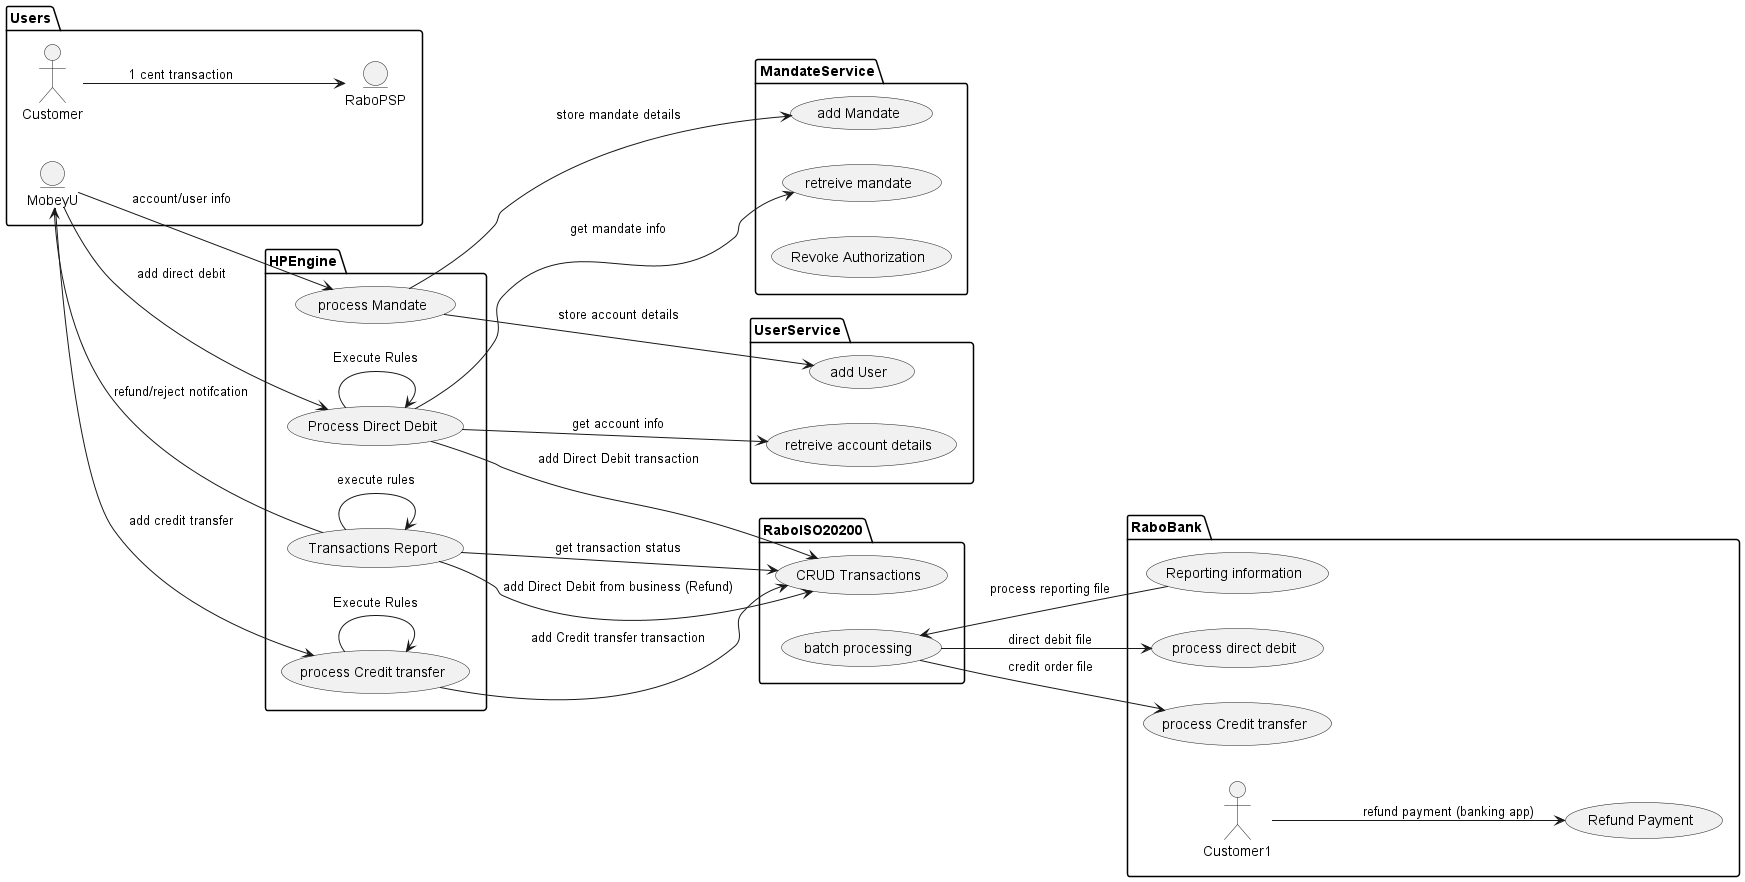 Users
Customer
1 cent transaction
RaboPSP
MobeyU
account/user info
add direct debit
refund/reject notifcation
add credit transfer
HPEngine
process Mandate
Execute Rules
Process Direct Debit
execute rules
Transactions Report
Execute Rules
process Credit transfer
store mandate details
get mandate info
store account details
get account info
add Direct Debit transaction
get transaction status
add Direct Debit from business (Refund)
add Credit transfer transaction
MandateService
add Mandate
retreive mandate
Revoke Authorization
UserService
add User
retreive account details
RaboISO20200
CRUD Transactions
batch processing
process reporting file
direct debit file
credit order file
RaboBank
Reporting information
process direct debit
process Credit transfer
Customer1
refund payment (banking app)
Refund Payment